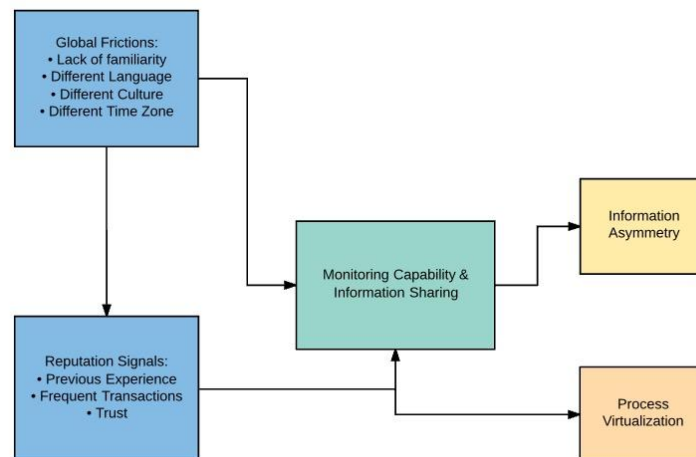 Global Frictions:
• Lack of familiarity
• Different Language
• Different Culture
• Different Time Zone
Monitoring Capability &
Information Sharing
Information
Asymmetry
Reputation Signals:
• Previous Experience
• Frequent Transactions
• Trust
Process
Virtualization